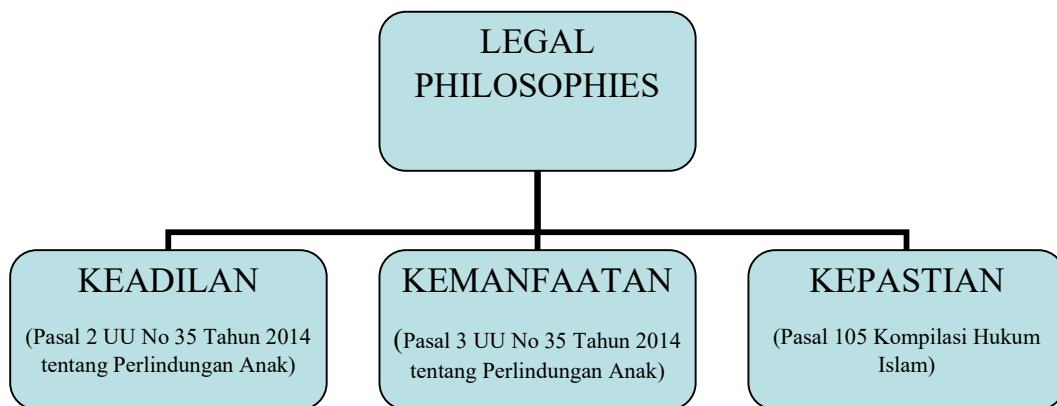 LEGAL
PHILOSOPHIES
KEADILAN
(Pasal 2 UU No 35 Tahun 2014
tentang Perlindungan Anak)
KEMANFAATAN
(Pasal 3 UU No 35 Tahun 2014
tentang Perlindungan Anak)
KEPASTIAN
(Pasal 105 Kompilasi Hukum
Islam)